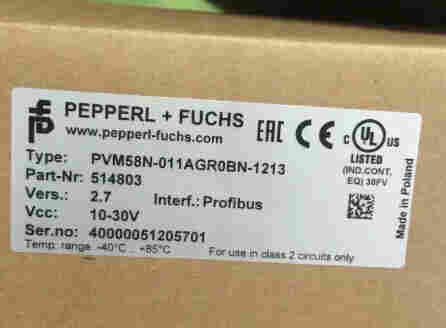 PEPPERL + FUCHS
www.pepperl-fuchs.com
EAC CE C UL US
LISTED
(IND.CONT.
EQ) 30FV
Type: PVM58N-011AGR0BN-1213
Part-Nr: 514803
Vers.: 2.7 Interf.: Profibus
Vcc: 10-30V
Ser.no: 40000051205701
Temp. range -40°C .. +85°C For use in class 2 circuits only
Made in Poland